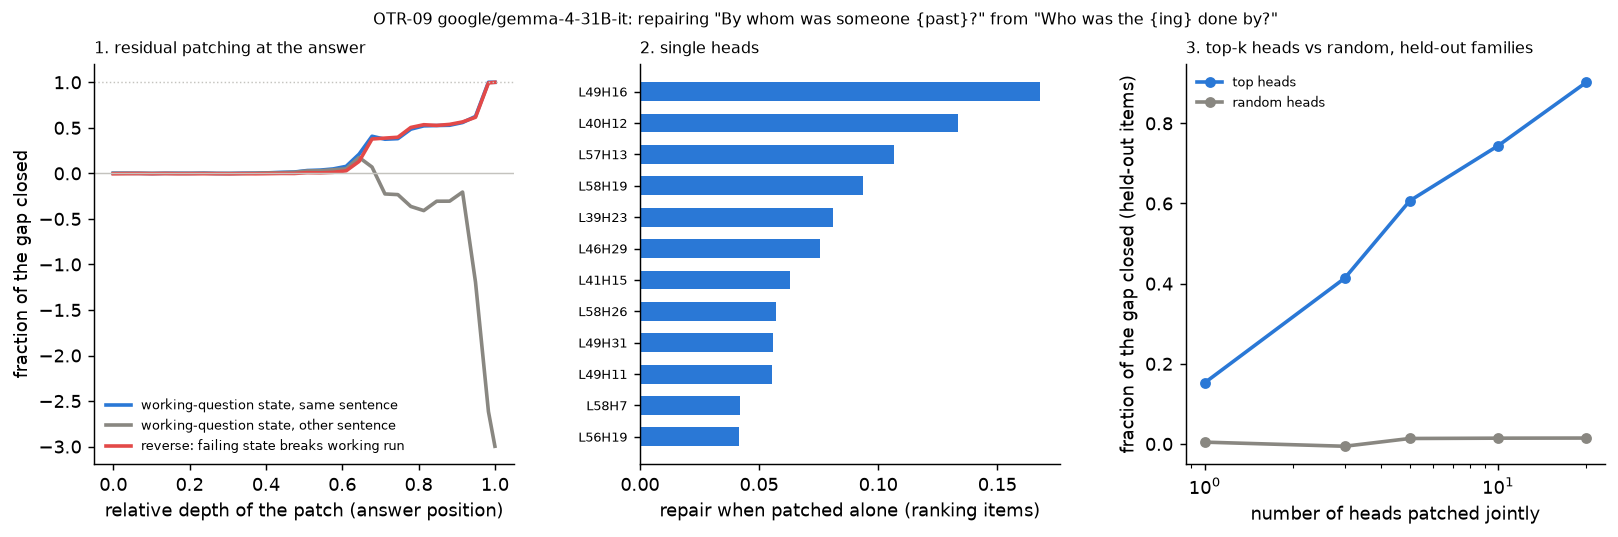 OTR-09 google/gemma-4-31B-it: repairing "By whom was someone {past}?" from "Who was the {ing} done by?"
1. residual patching at the answer
fraction of the gap closed
1.0
0.5
0.0
−0.5
−1.0
−1.5
−2.0
−2.5
−3.0
working-question state, same sentence
working-question state, other sentence
reverse: failing state breaks working run
0.0 0.2 0.4 0.6 0.8 1.0
relative depth of the patch (answer position)
2. single heads
L49H16
L40H12
L57H13
L58H19
L39H23
L46H29
L41H15
L58H26
L49H31
L49H11
L58H7
L56H19
0.00 0.05 0.10 0.15
repair when patched alone (ranking items)
3. top-k heads vs random, held-out families
fraction of the gap closed (held-out items)
top heads
random heads
0.8
0.6
0.4
0.2
0.0
10⁰ 10¹
number of heads patched jointly